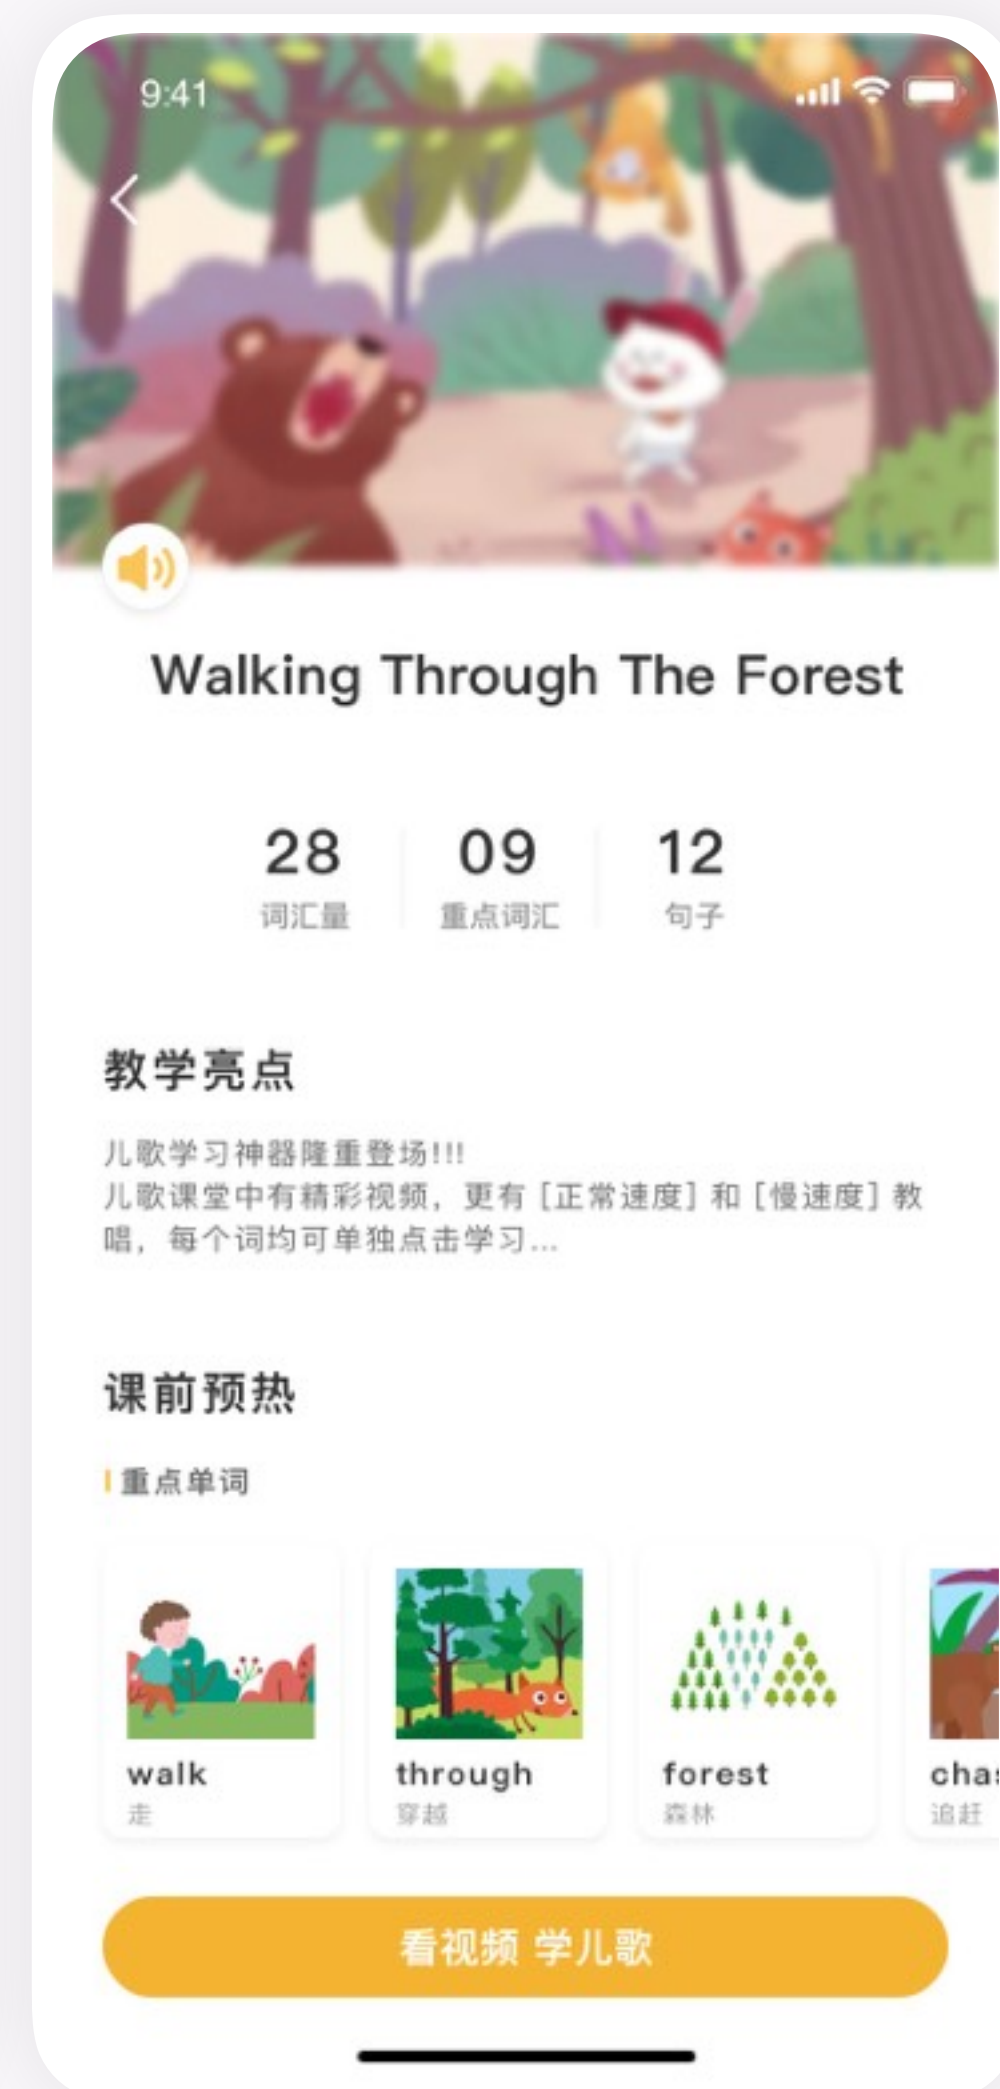 9:41
Walking Through The Forest
28 09 12
词汇量 重点词汇 句子
教学亮点
儿歌学习神器隆重登场!!!
儿歌课堂中有精彩视频，更有 [正常速度] 和 [慢速度] 教
唱，每个词均可单独点击学习...
课前预热
重点单词
walk through forest
走 穿越 森林 追赶
看视频 学儿歌